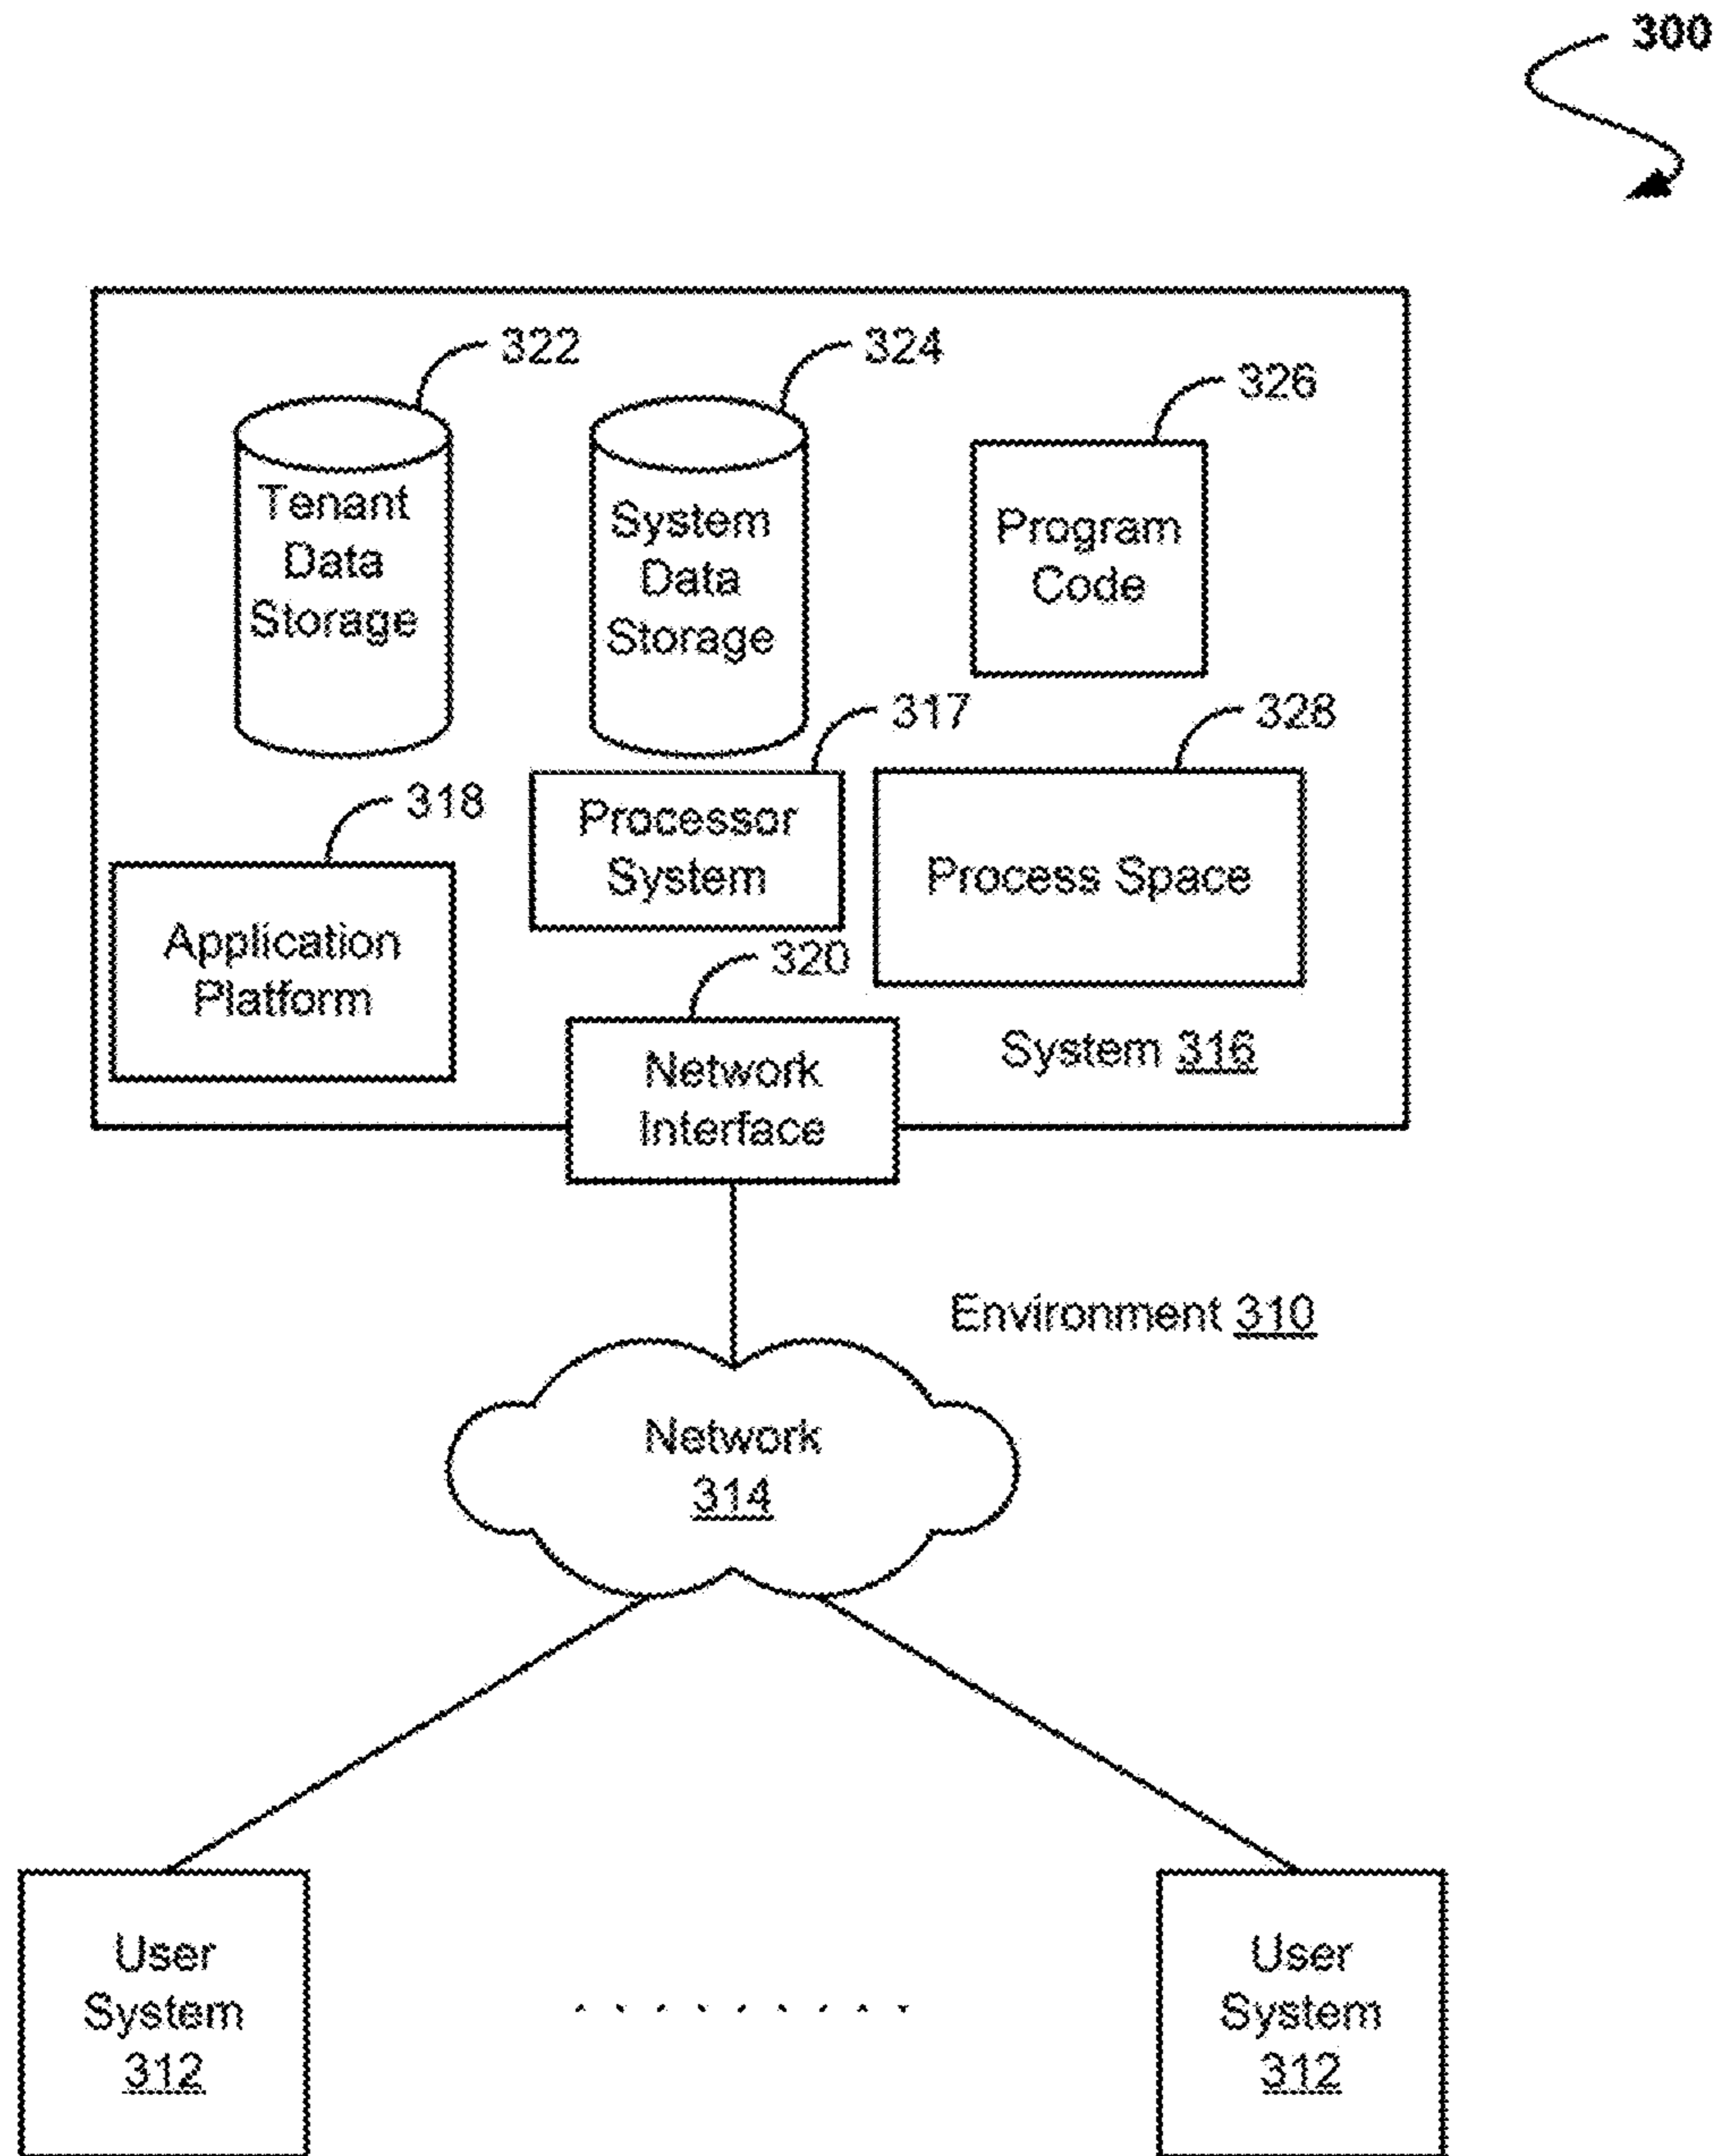 300
322
324
326
Tenant
Data
Storage
System
Data
Storage
Program
Code
317
328
318
Processor
System
Process Space
Application
Platform
320
System 316
Network
Interface
Environment 310
Network
314
User
System
312
User
System
312